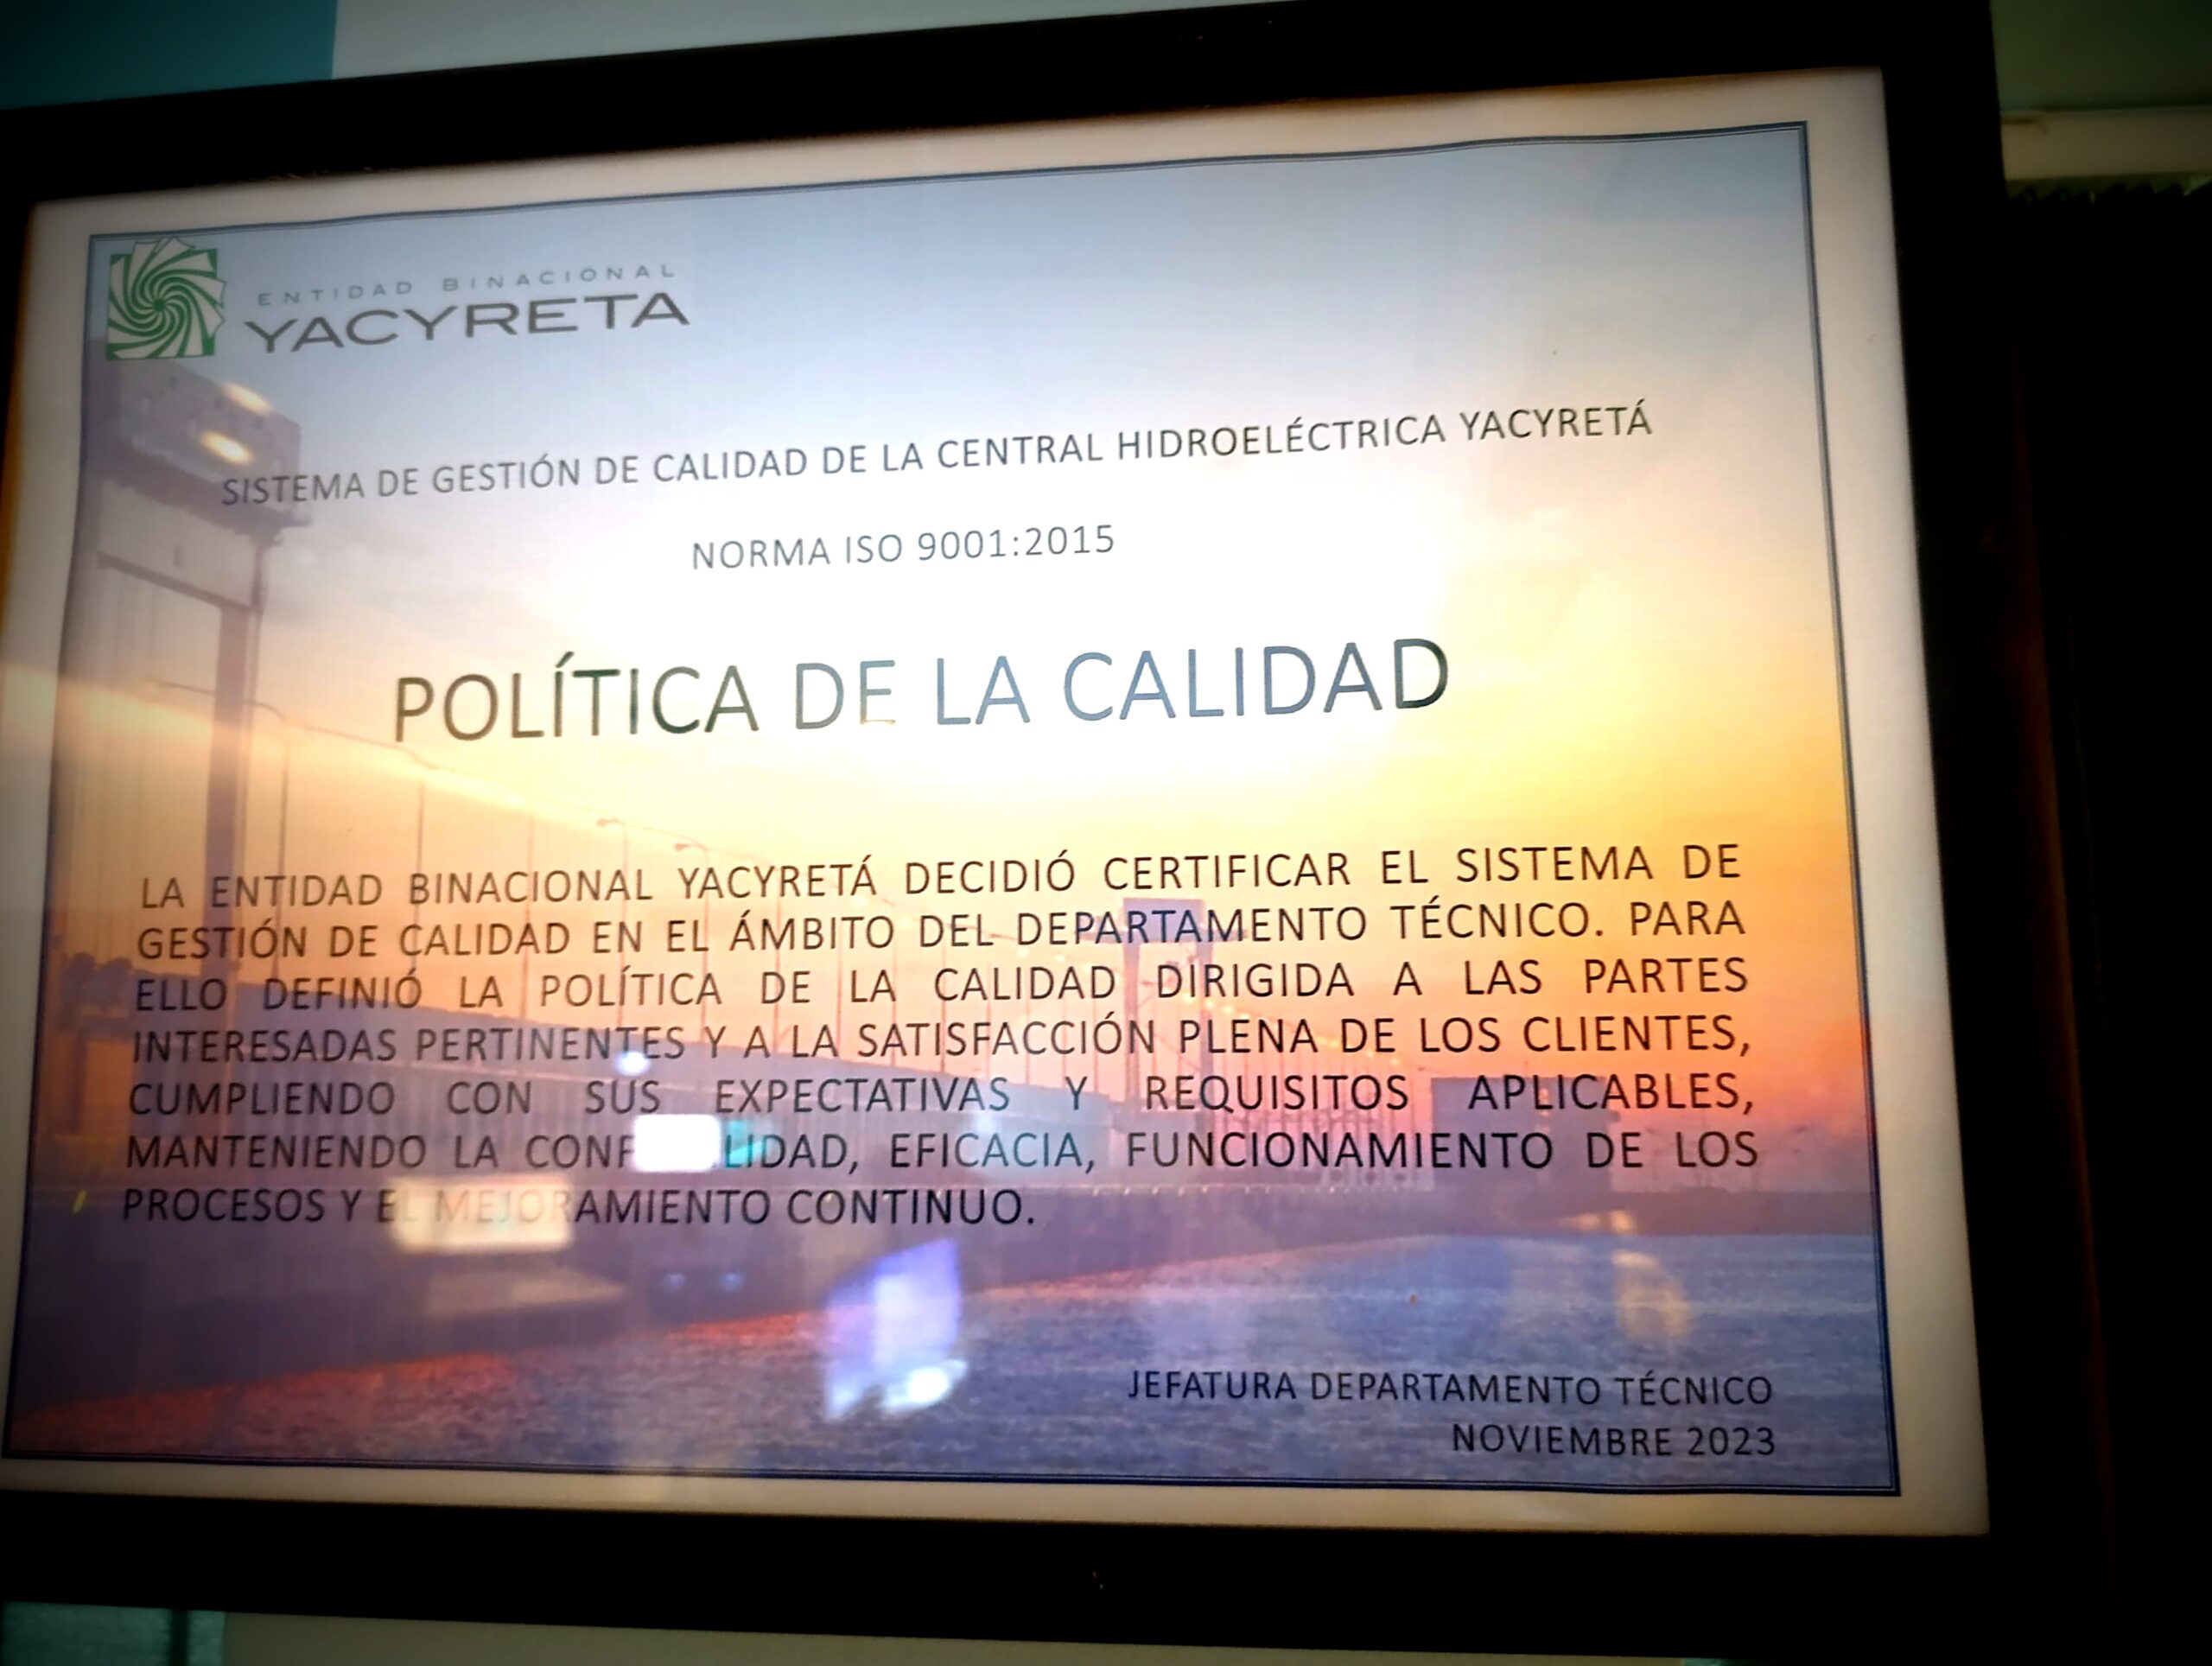 ENTIDAD BINACIONAL
YACYRETA
SISTEMA DE GESTIÓN DE CALIDAD DE LA CENTRAL HIDROELÉCTRICA YACYRETÁ
NORMA ISO 9001:2015
POLÍTICA DE LA CALIDAD
LA ENTIDAD BINACIONAL YACYRETÁ DECIDIÓ CERTIFICAR EL SISTEMA DE
GESTIÓN DE CALIDAD EN EL ÁMBITO DEL DEPARTAMENTO TÉCNICO. PARA
ELLO DEFINIÓ LA POLÍTICA DE LA CALIDAD DIRIGIDA A LAS PARTES
INTERESADAS PERTINENTES Y A LA SATISFACCIÓN PLENA DE LOS CLIENTES,
CUMPLIENDO CON SUS EXPECTATIVAS Y REQUISITOS APLICABLES,
MANTENIENDO LA EFICACIA, FUNCIONAMIENTO DE LOS
PROCESOS Y EL MEJORAMIENTO CONTINUO.
JEFATURA DEPARTAMENTO TÉCNICO
NOVIEMBRE 2023